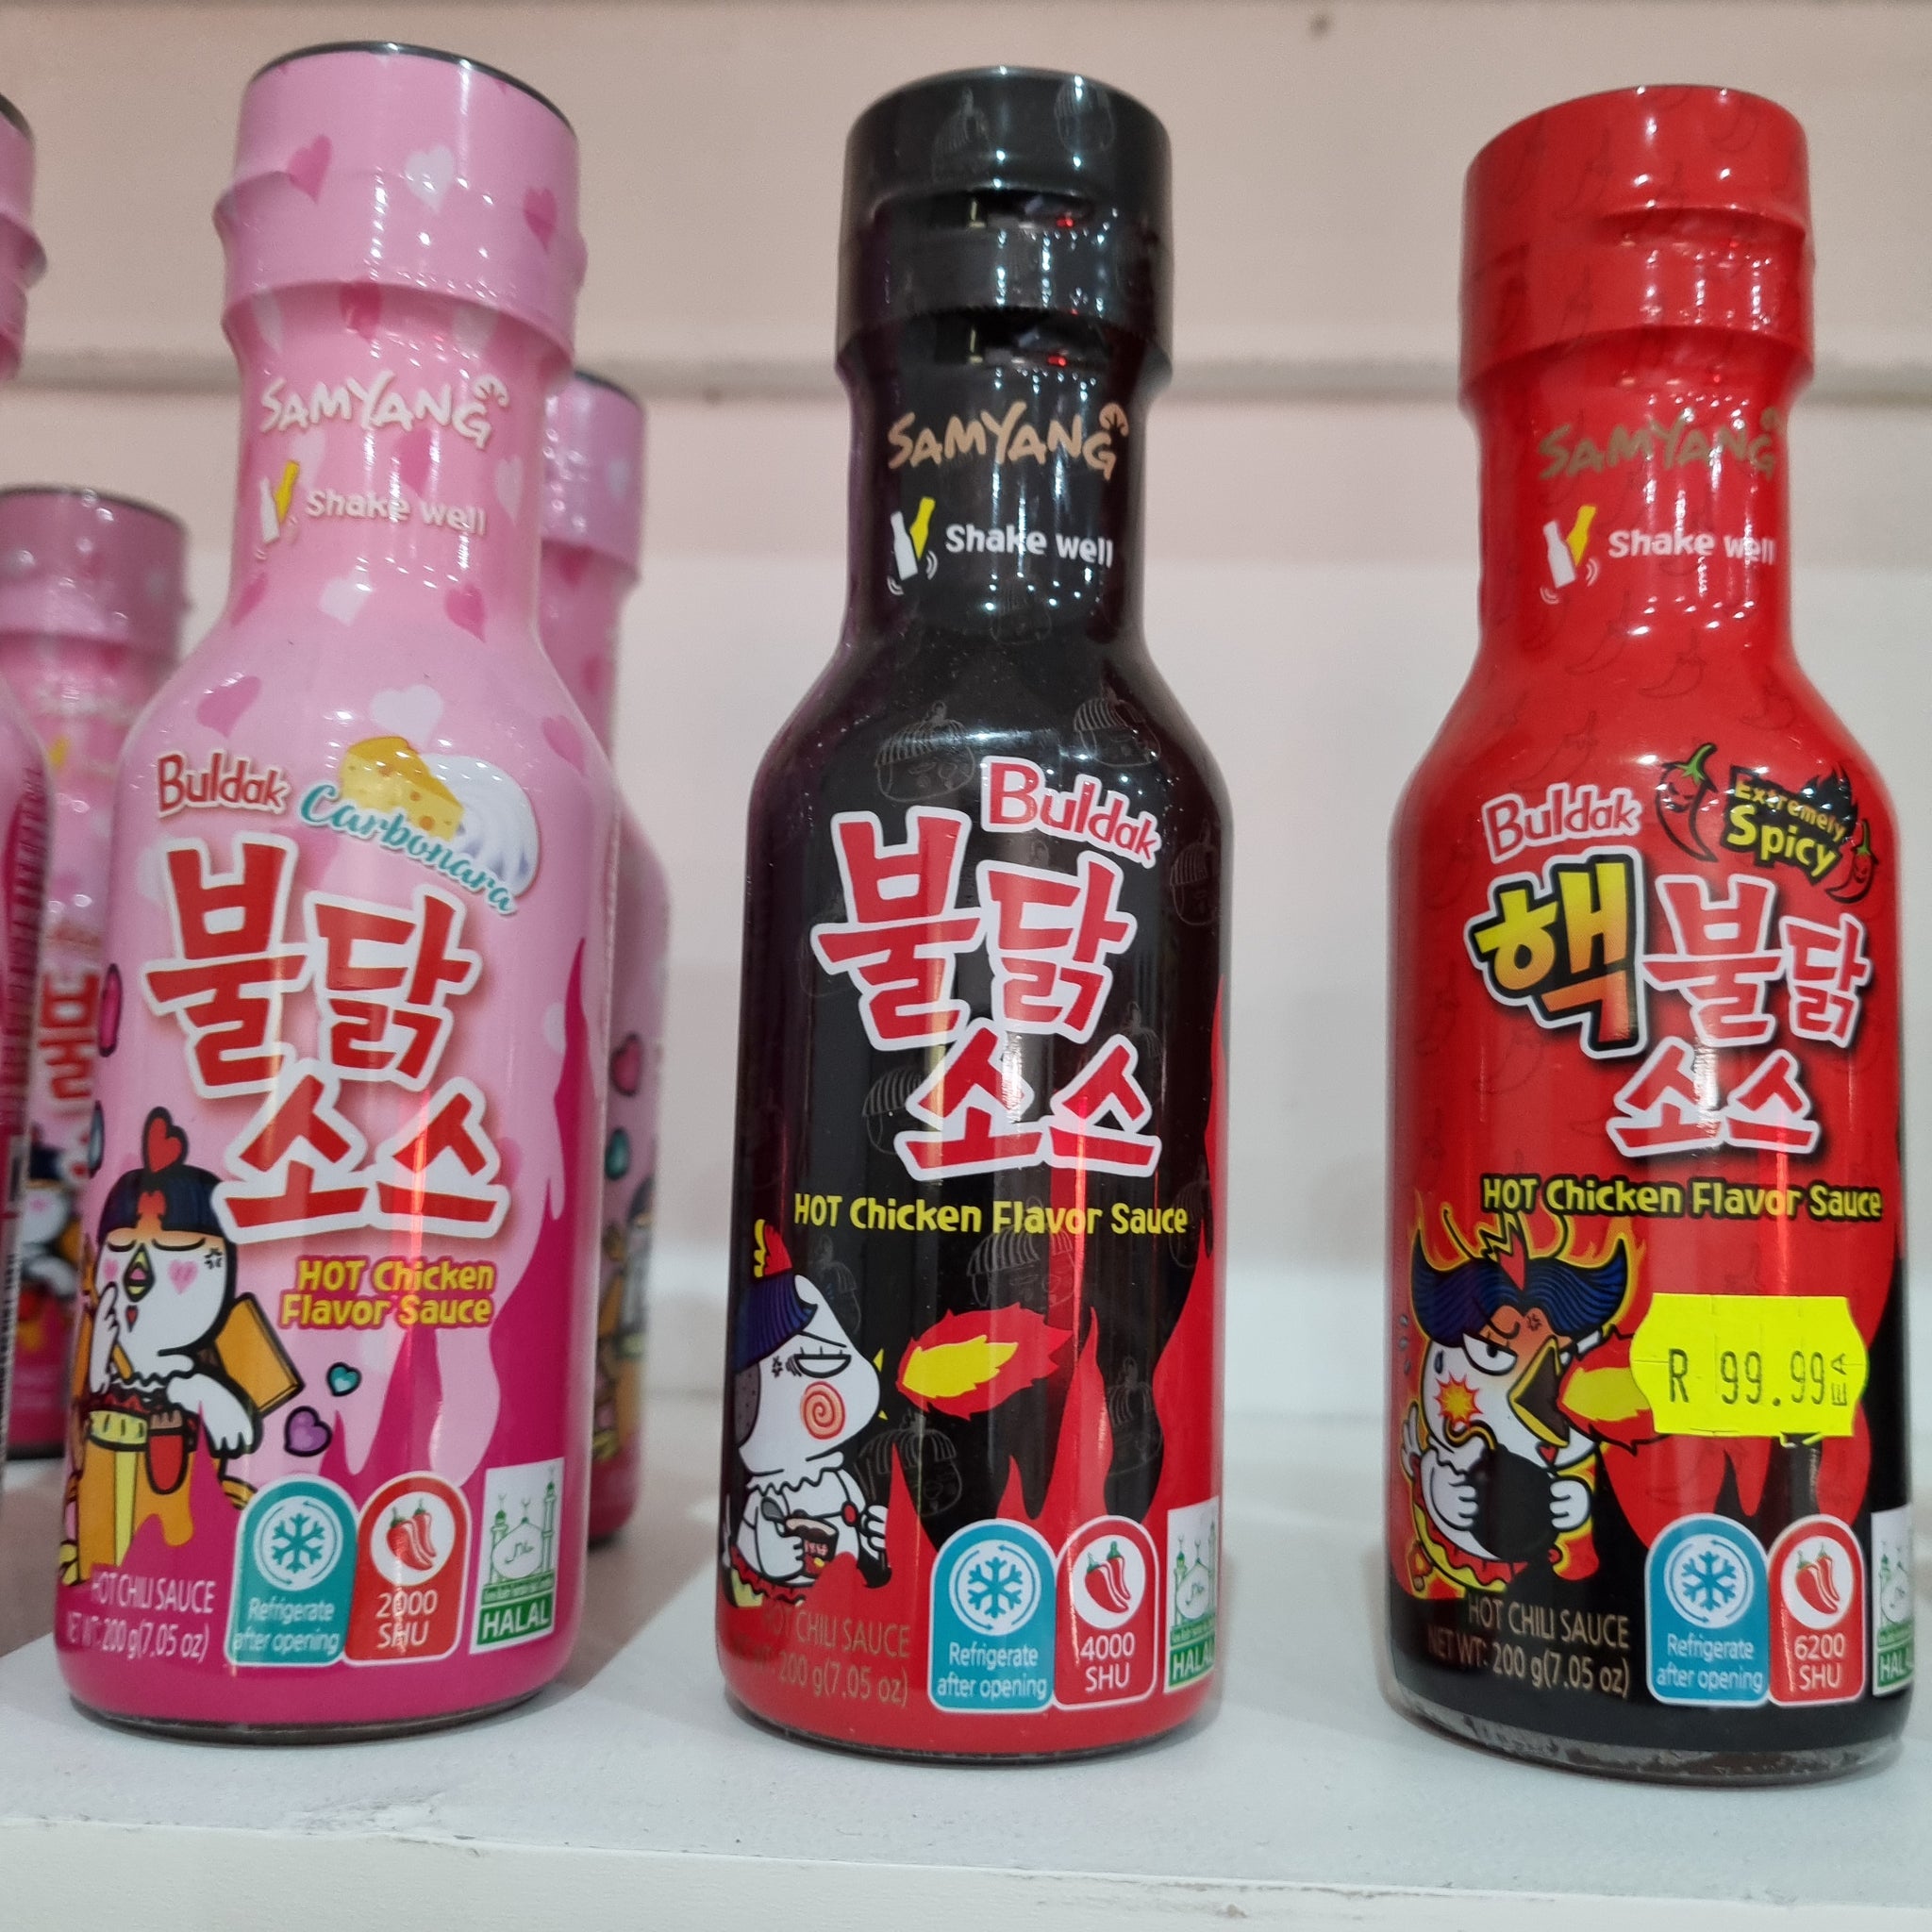 SAMYANG
Shake well
Buldak Carbonara
불닭
소스
HOT Chicken
Flavor Sauce
HOT CHILI SAUCE
NET WT: 200 g(7.05 oz)
Refrigerate
after opening
2000
SHU
HALAL
SAMYANG
Shake well
Buldak
불닭
소스
HOT Chicken Flavor Sauce
HOT CHILI SAUCE
200 g(7.05 oz)
Refrigerate
after opening
4000
SHU
HALAL
SAMYANG
Shake well
Buldak
Extremely
Spicy
핵불닭
소스
HOT Chicken Flavor Sauce
R 99.99 EA
HOT CHILI SAUCE
NET WT: 200 g(7.05 oz)
Refrigerate
after opening
6200
SHU
불